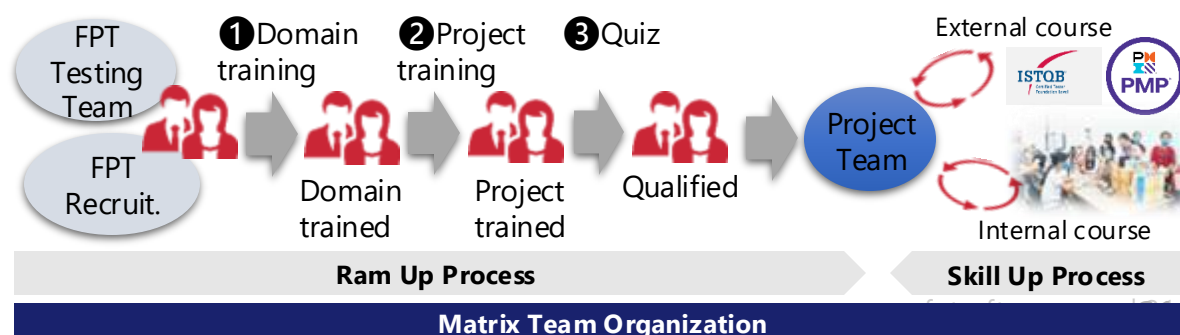 FPT
Testing
Team
FPT
Recruit.
❶Domain
training
❷Project
training
❸Quiz
Domain
trained
Project
trained
Qualified
Project
Team
External course
ISTQB
PMP
Internal course
Ram Up Process
Skill Up Process
Matrix Team Organization